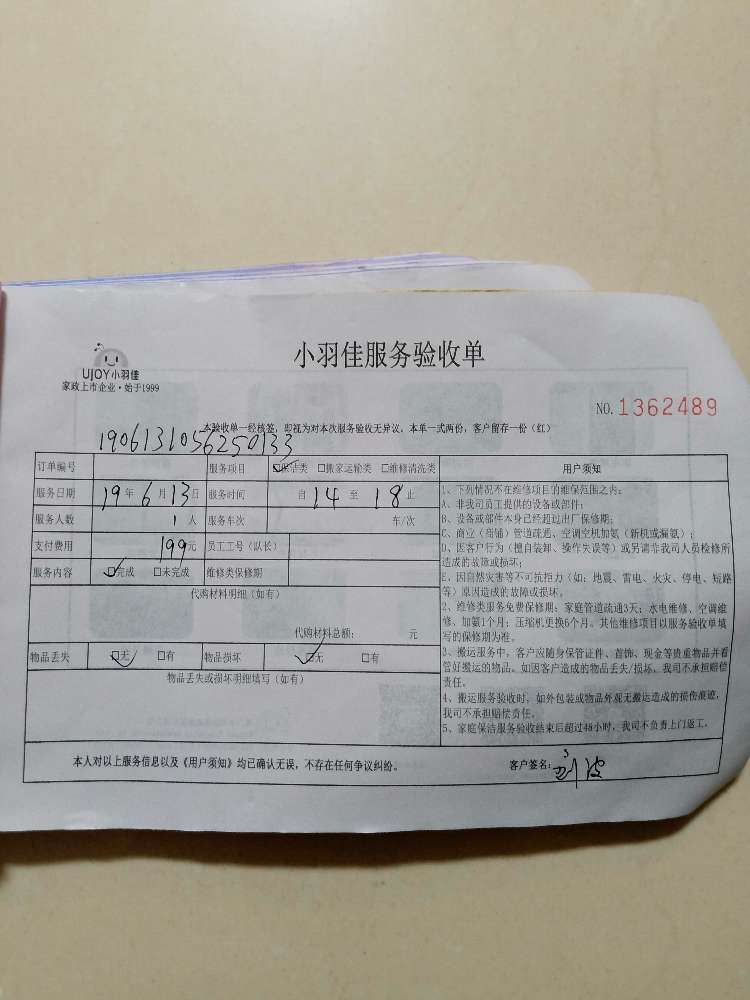 UJOY小羽佳
家政上市企业·始于1999
小羽佳服务验收单
NO. 1362489
本验收单一经核签，即视为对本次服务验收无异议。本单一式两份，客户留存一份（红）
1906131056250133
订单编号 服务项目 ☑保洁类 □搬家运输类 □维修清洗类
服务日期 19年6月13日 服务时间 自14至18止
服务人数 1人 服务车次 车/次
支付费用 199元 员工工号（队长）
服务内容 ☑完成 □未完成 维修类保修期
代购材料明细（如有）
代购材料总额： 元
物品丢失 ☑无 □有 物品损坏 ☑无 □有
物品丢失或损坏明细填写（如有）
用户须知
1、下列情况不在维修项目的维保范围之内：
A、非我司员工提供的设备或部件；
B、设备或部件本身已经超过出厂保修期；
C、商业（商铺）管道疏通、空调空机加氨（新机或漏氨）；
D、因客户行为（擅自装卸、操作失误等）或另请非我司人员检修所
造成的故障或损坏；
E、因自然灾害等不可抗拒力（如：地震、雷电、火灾、停电、短路
等）原因造成的故障或损坏。
2、维修类服务免费保修期：家庭管道疏通3天；水电维修、空调维
修、加氨1个月；压缩机更换6个月。其他维修项目以服务验收单填
写的保修期为准。
3、搬运服务中，客户应随身保管证件、首饰、现金等贵重物品并看
管好搬运的物品。如因客户造成的物品丢失/损坏，我司不承担赔偿
责任。
4、搬运服务验收时，如外包装或物品外观无搬运造成的损伤痕迹，
我司不承担赔偿责任。
5、家庭保洁服务验收结束后超过48小时，我司不负责上门返工。
本人对以上服务信息以及《用户须知》均已确认无误，不存在任何争议纠纷。 客户签名：刘波